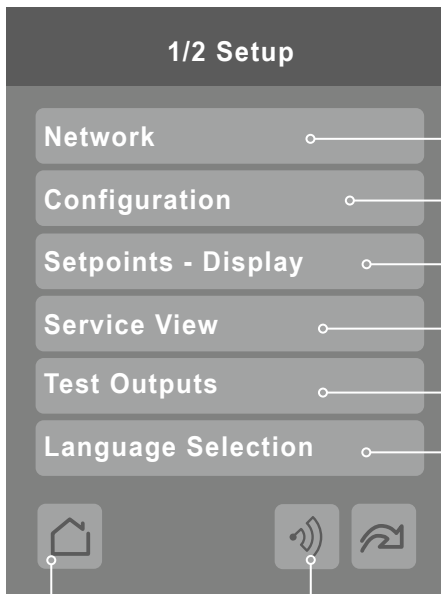 1/2 Setup
Network
Configuration
Setpoints - Display
Service View
Test Outputs
Language Selection